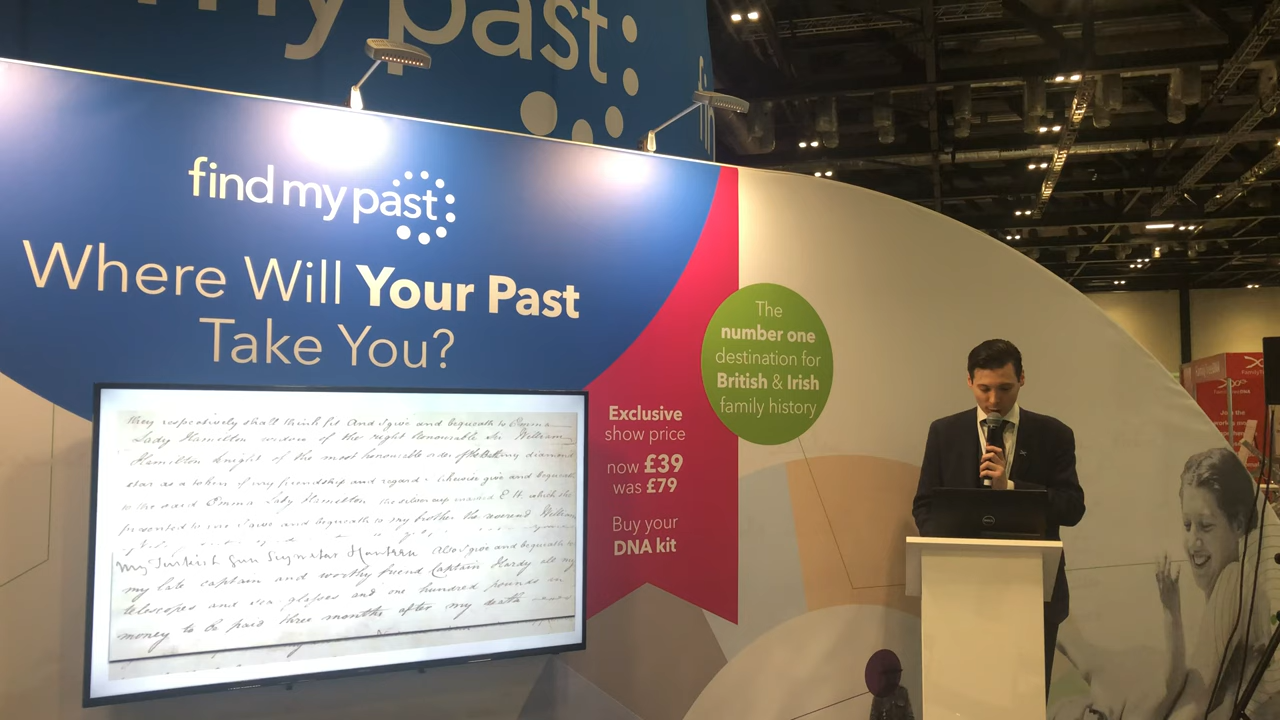 my past:
fin
find my past:
Where Will Your Past
Take You?
The
number one
destination for
British & Irish
family history
Exclusive
show price
now £39
was £79
Buy your
DNA kit
they respectively shall think fit And I give and bequeath to Emma
Lady Hamilton widow of the right Honourable Sir William
Hamilton Knight of the most honourable order of the Bath my diamond
star as a token of my friendship and regard I likewise give and bequeath
to the said Emma Lady Hamilton the silver cup marked E H which she
presented to me I give and bequeath to my brother the reverend William
My Turkish Gun Scymetar
Also I give and bequeath to
my late captain and worthy friend Captain Hardy all my
telescopes and sea glasses and one hundred pounds in
money to be paid three months after my death
DELL
Join the